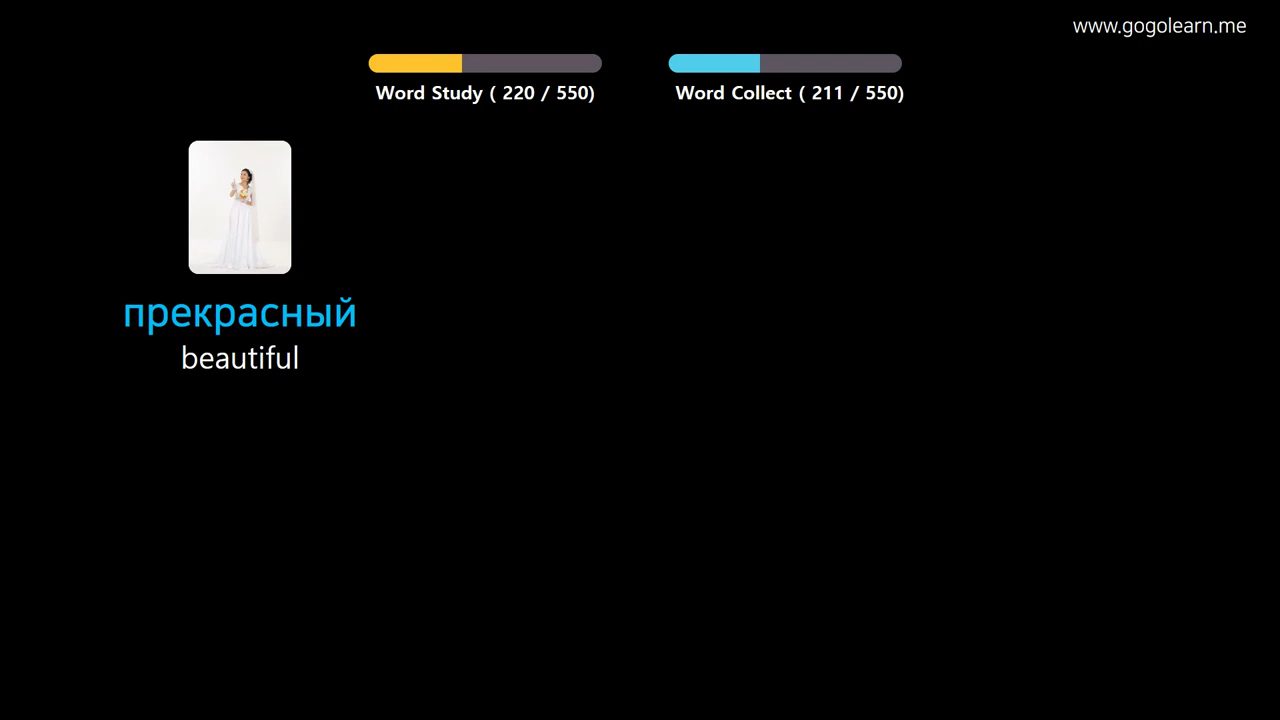 www.gogolearn.me
Word Study ( 220 / 550)
Word Collect ( 211 / 550)
прекрасный
beautiful